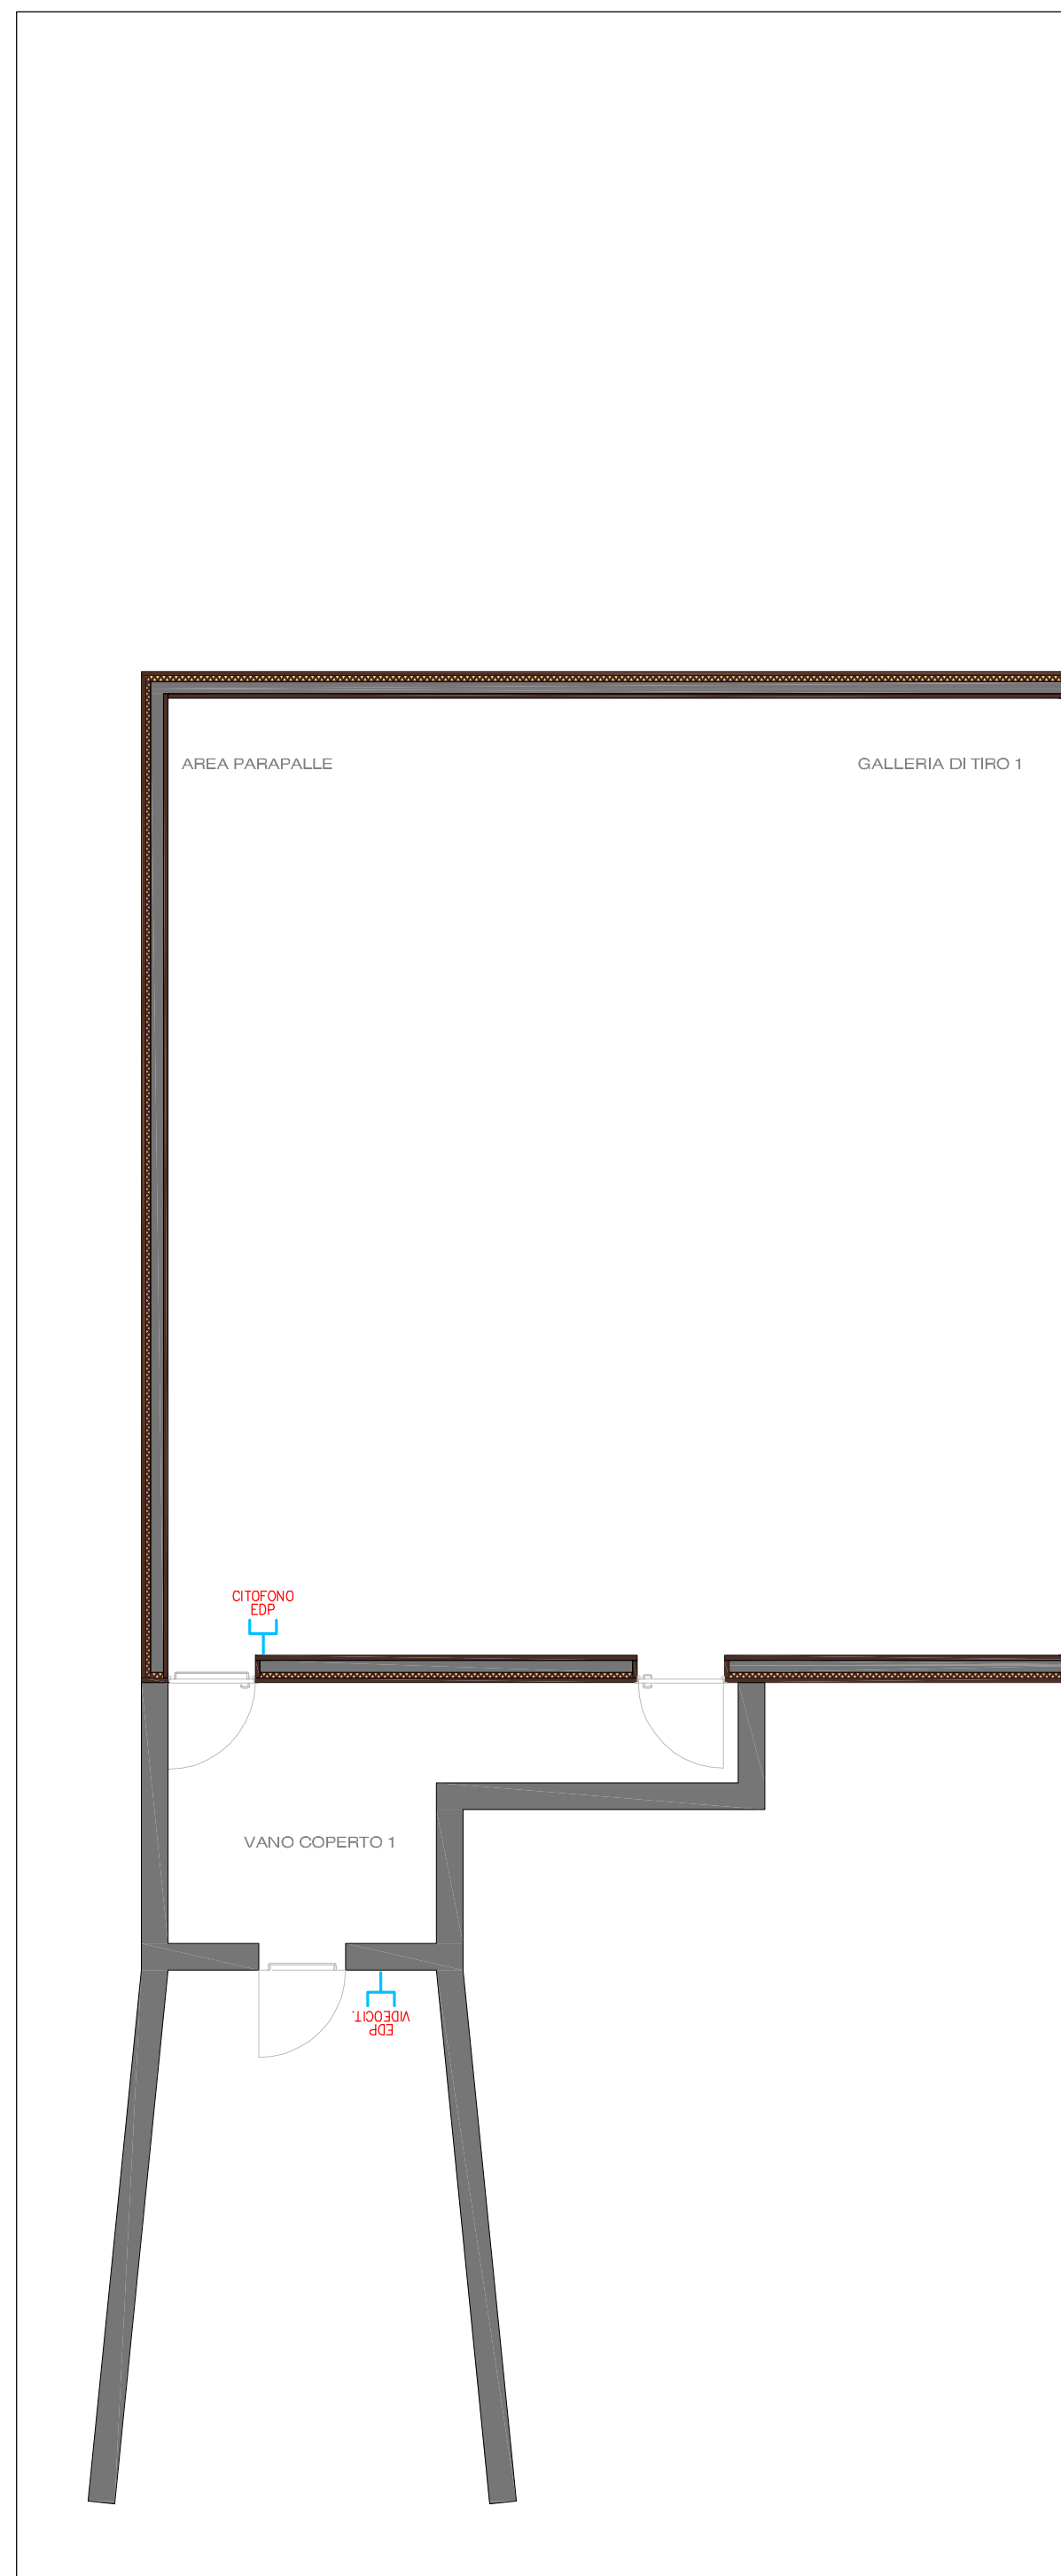 AREA PARAPALLE
GALLERIA DI TIRO 1
CITOFONO
EDP
VANO COPERTO 1
VIDEOCIT.
EDP